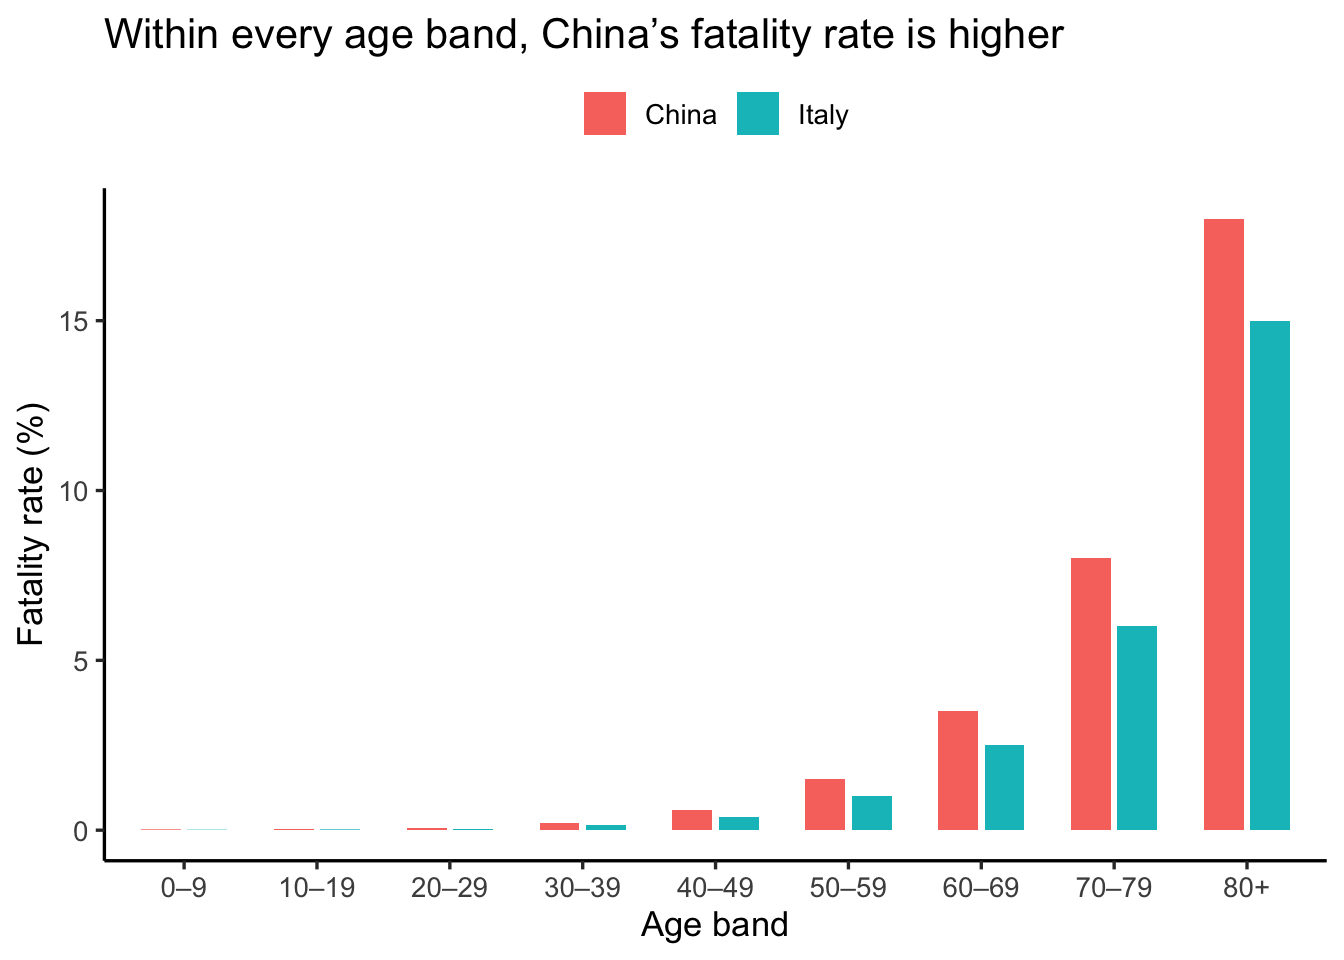 Within every age band, China’s fatality rate is higher
China Italy
Fatality rate (%)
15
10
5
0
0–9 10–19 20–29 30–39 40–49 50–59 60–69 70–79 80+
Age band